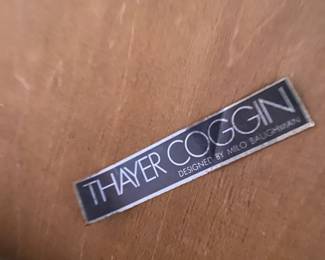 THAYER COGGIN
DESIGNED BY MILO BAUGHMAN